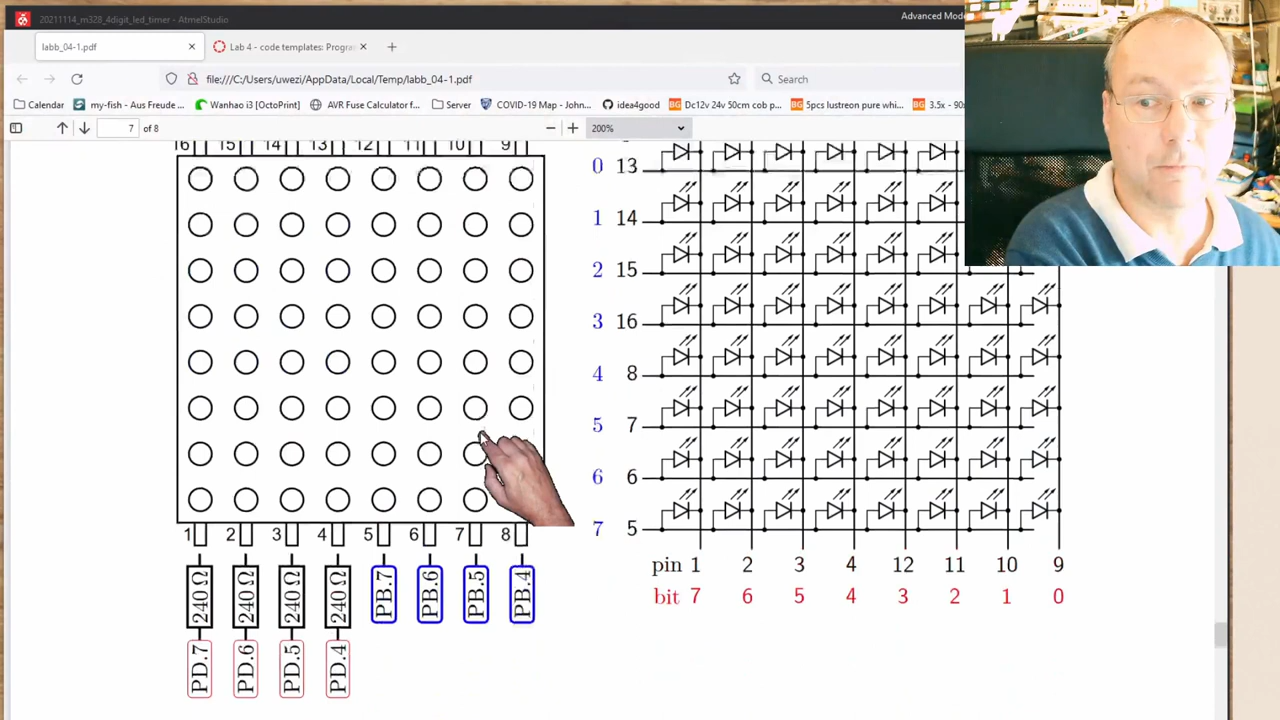 20211114_m328_4digit_led_timer - AtmelStudio
Advanced Mod
labb_04-1.pdf
Lab 4 - code templates: Progra
file:///C:/Users/uwezi/AppData/Local/Temp/labb_04-1.pdf
Search
Calendar
my-fish - Aus Freude ...
Wanhao i3 [OctoPrint]
AVR Fuse Calculator f...
Server
COVID-19 Map - John...
idea4good
Dc12v 24v 50cm cob p...
5pcs lustreon pure whi...
3.5x - 90x
7 of 8
200%
16 15 14 13 12 11 10 9
0 13
1 14
2 15
3 16
4 8
5 7
6 6
7 5
1 2 3 4 5 6 7 8
pin 1 2 3 4 12 11 10 9
bit 7 6 5 4 3 2 1 0
240Ω 240Ω 240Ω 240Ω PB.7 PB.6 PB.5 PB.4
PD.7 PD.6 PD.5 PD.4